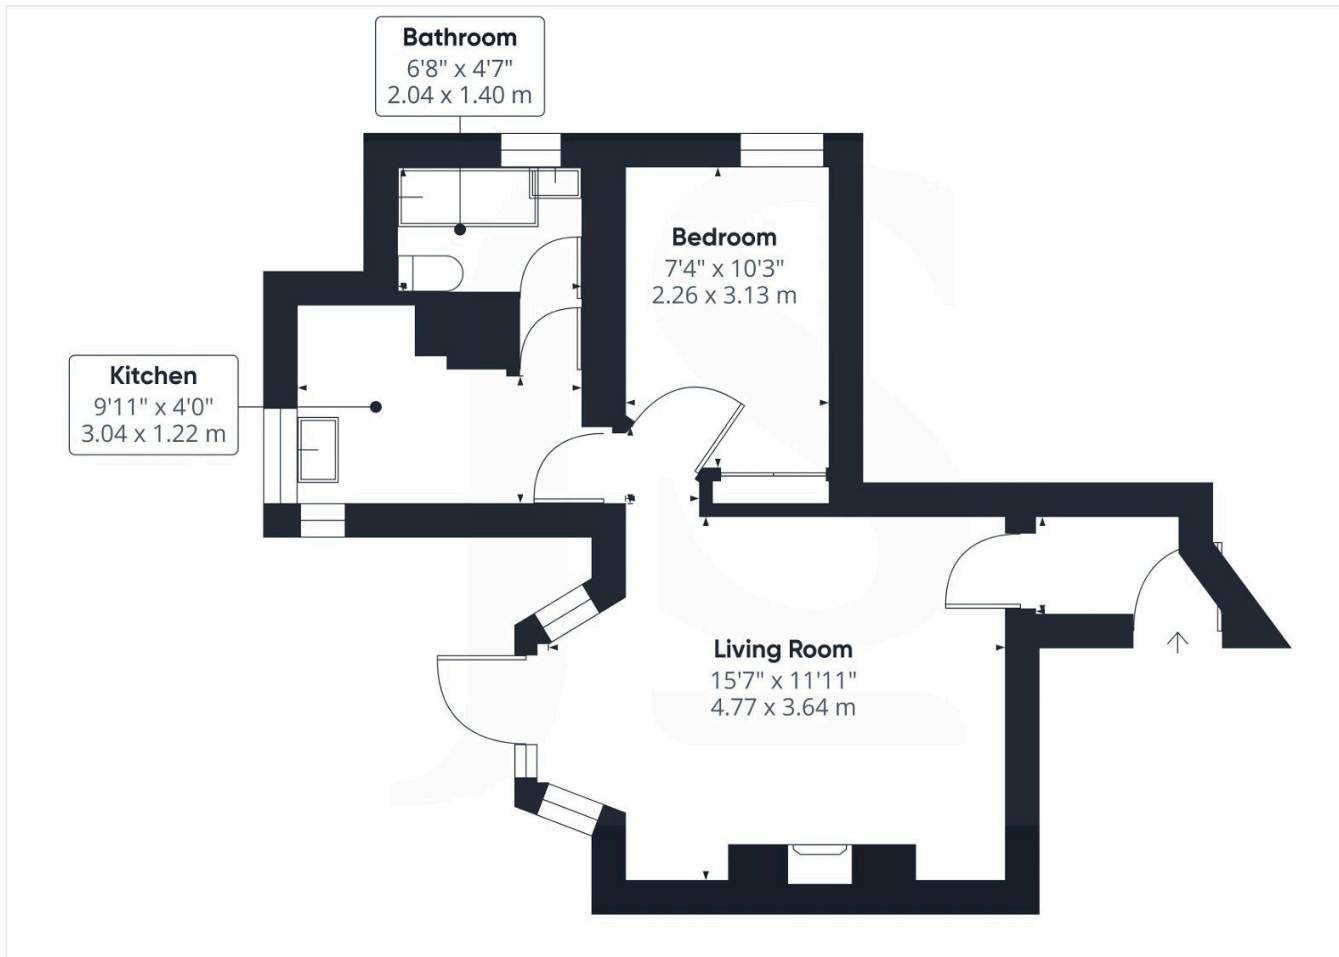 Bathroom
6'8" x 4'7"
2.04 x 1.40 m
Bedroom
7'4" x 10'3"
2.26 x 3.13 m
Kitchen
9'11" x 4'0"
3.04 x 1.22 m
Living Room
15'7" x 11'11"
4.77 x 3.64 m